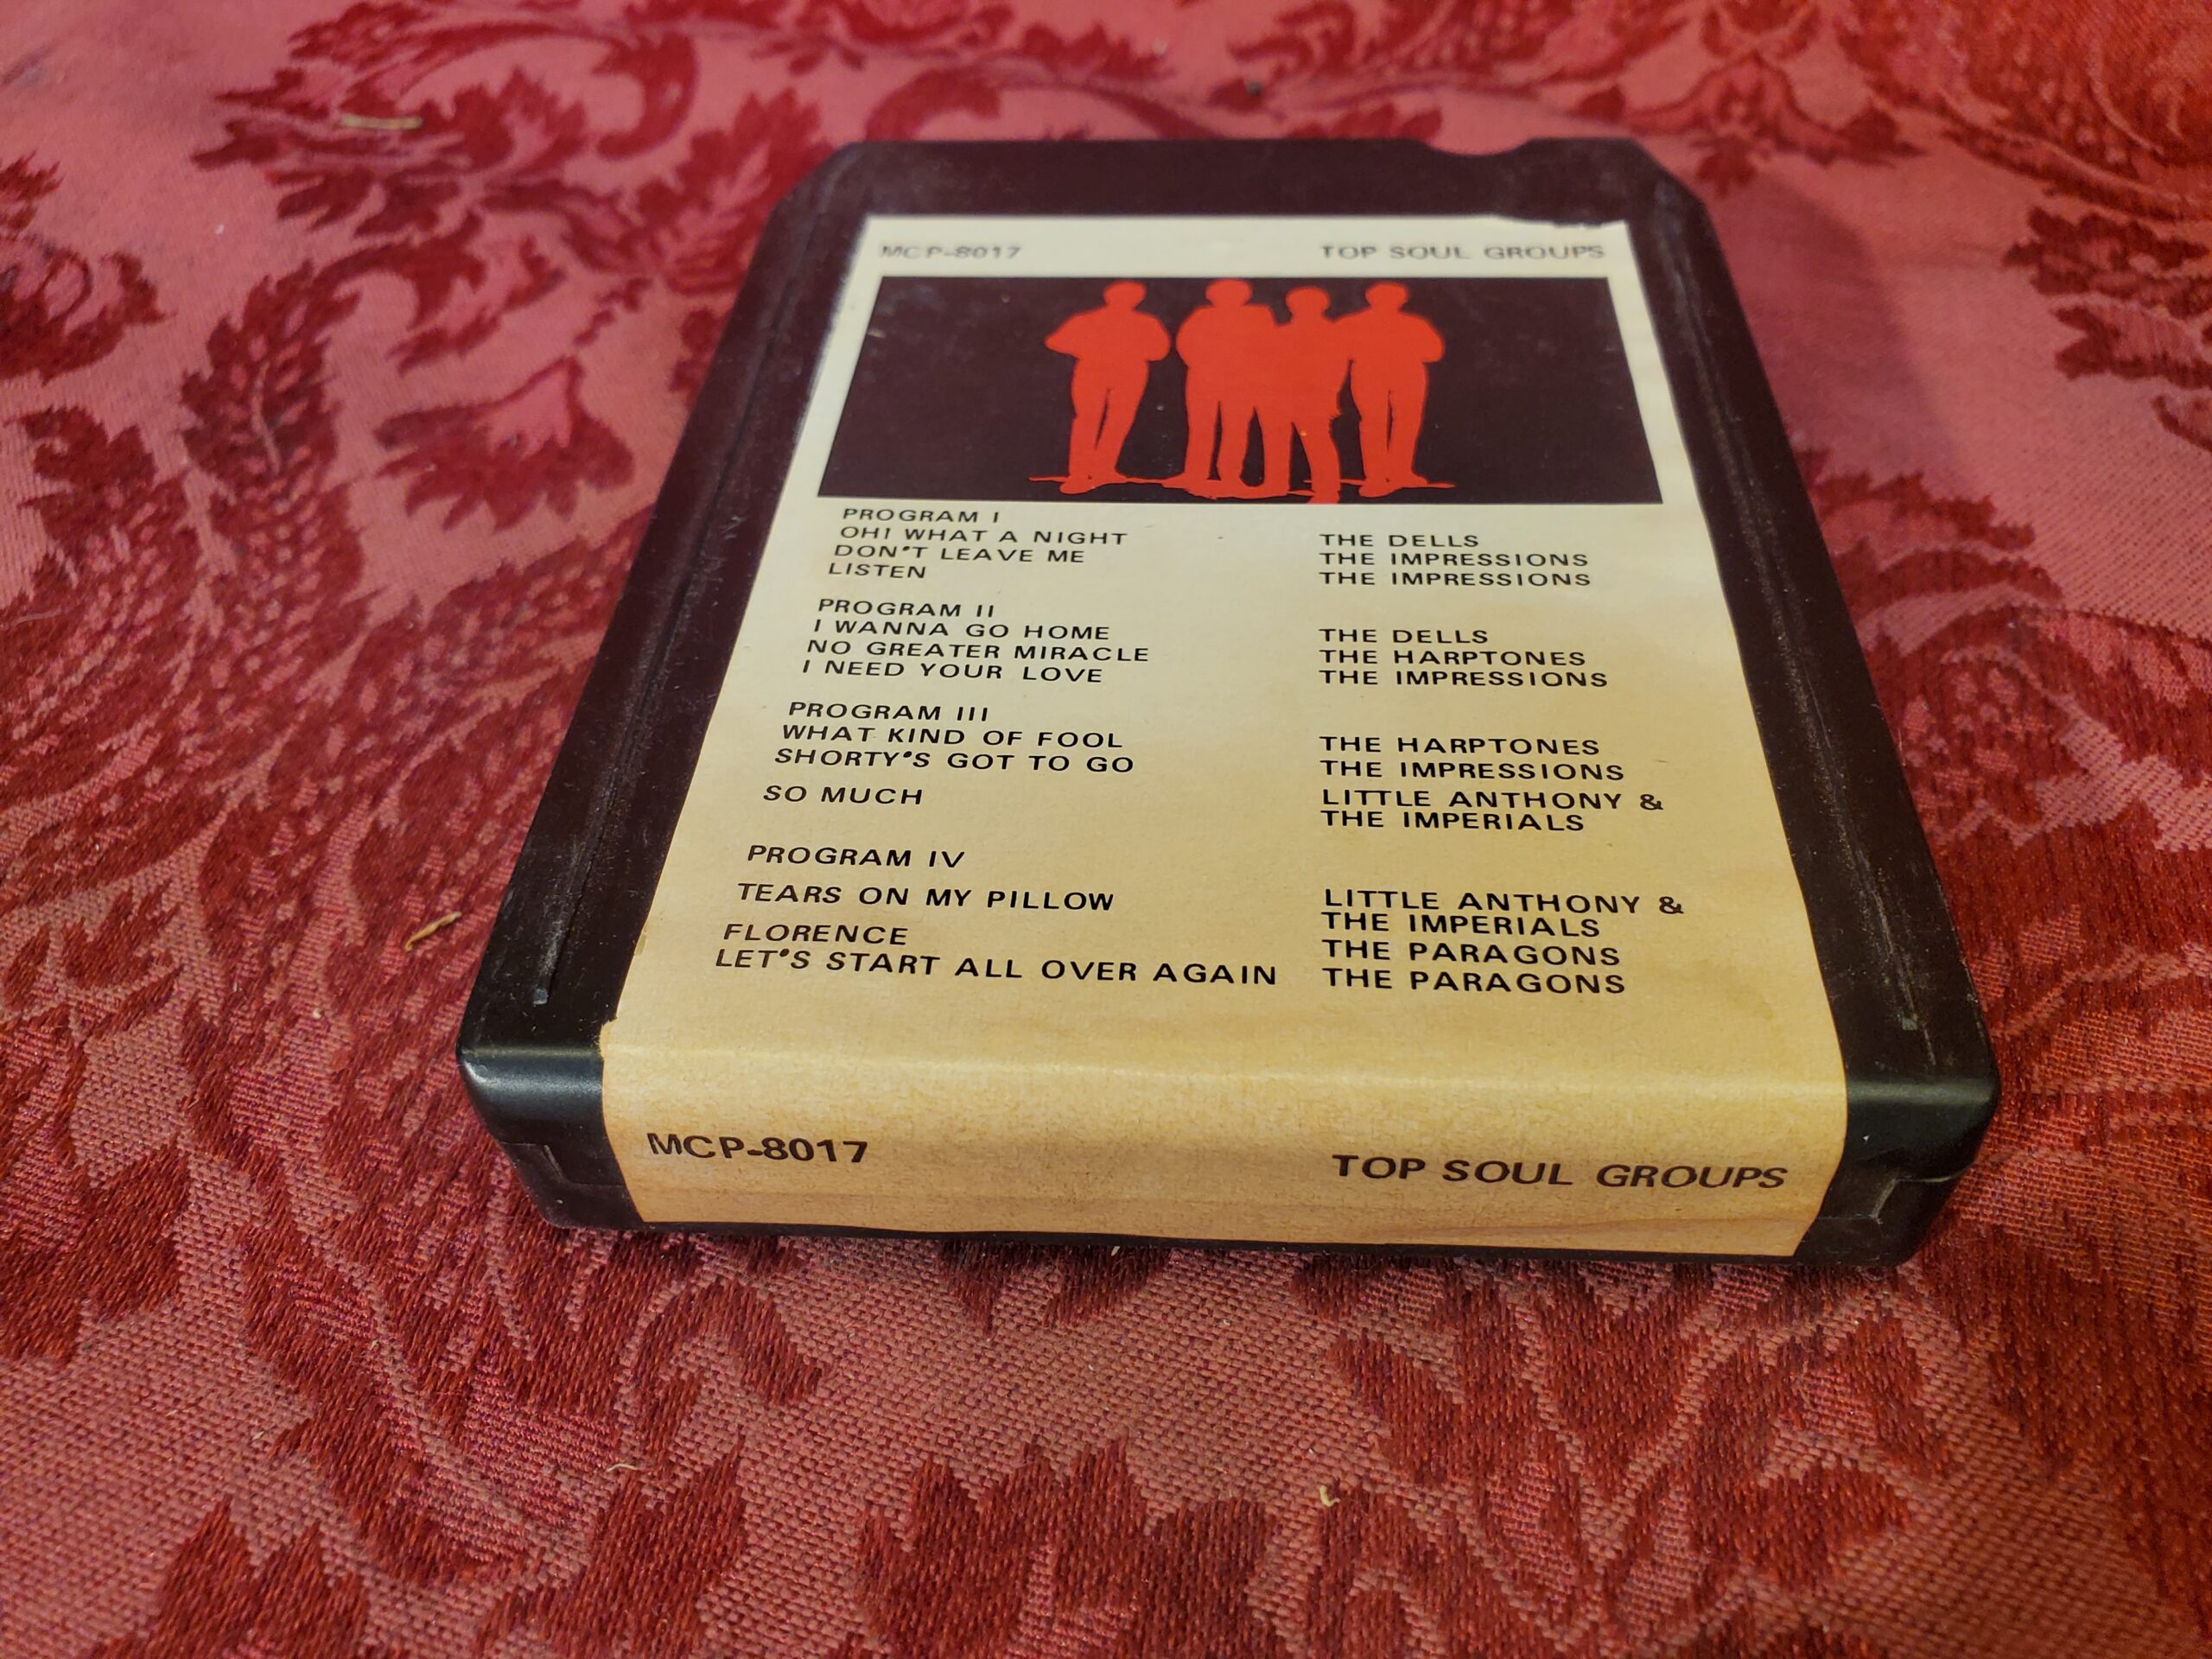 MCP-8017 TOP SOUL GROUPS
PROGRAM I
OH! WHAT A NIGHT THE DELLS
DON'T LEAVE ME THE IMPRESSIONS
LISTEN THE IMPRESSIONS
PROGRAM II
I WANNA GO HOME THE DELLS
NO GREATER MIRACLE THE HARPTONES
I NEED YOUR LOVE THE IMPRESSIONS
PROGRAM III
WHAT KIND OF FOOL THE HARPTONES
SHORTY'S GOT TO GO THE IMPRESSIONS
SO MUCH LITTLE ANTHONY &
THE IMPERIALS
PROGRAM IV
TEARS ON MY PILLOW LITTLE ANTHONY &
THE IMPERIALS
FLORENCE THE PARAGONS
LET'S START ALL OVER AGAIN THE PARAGONS
MCP-8017 TOP SOUL GROUPS